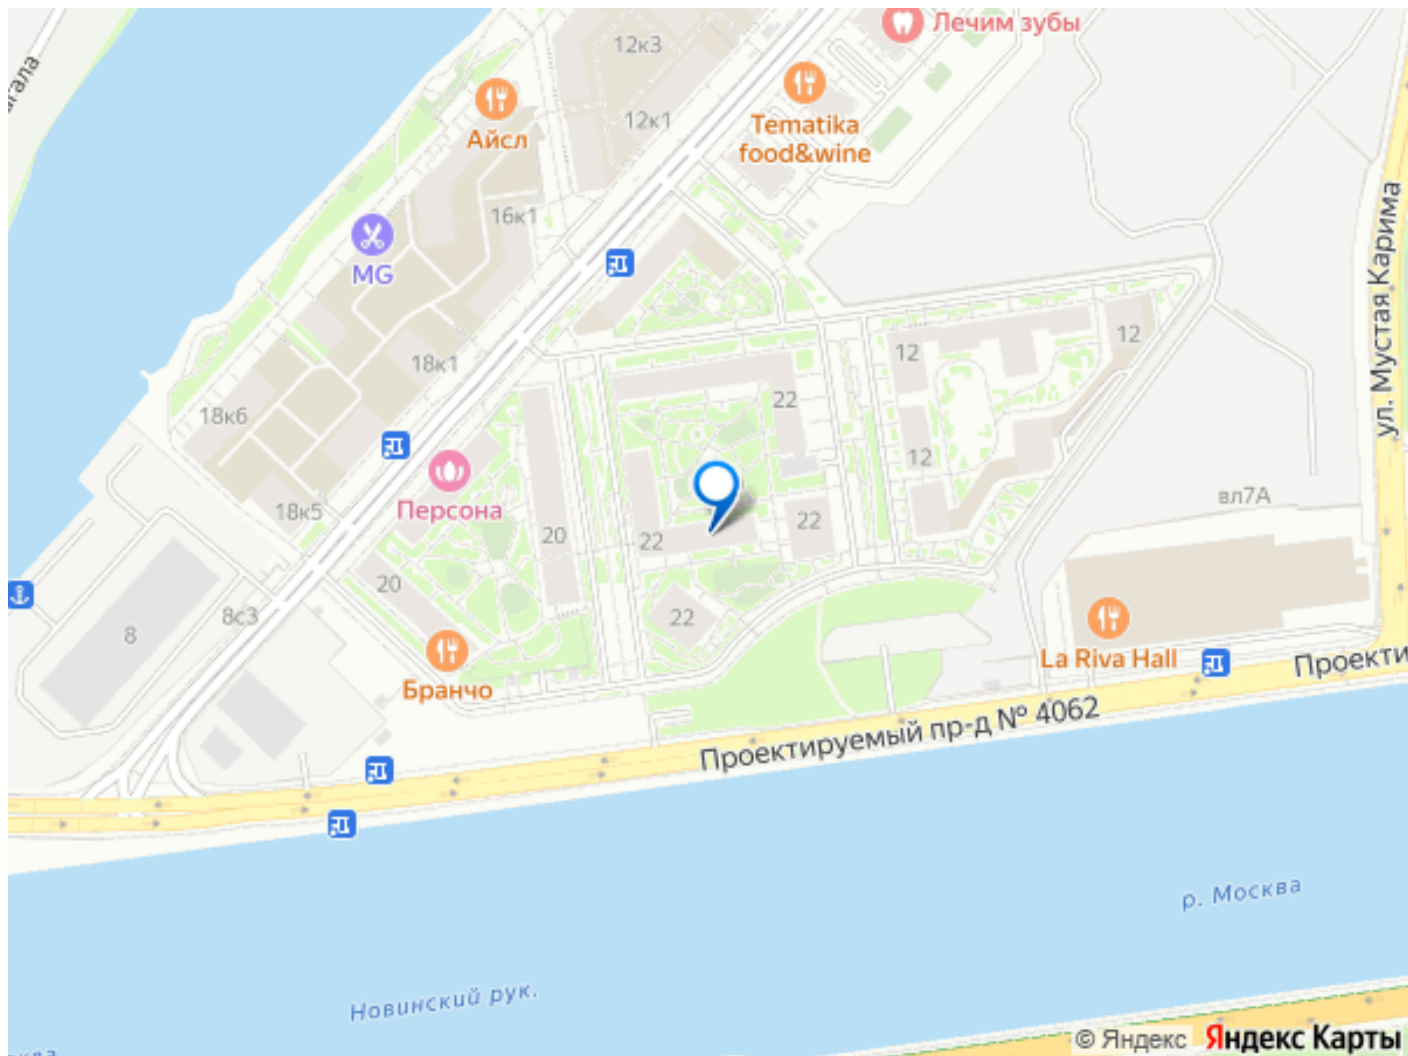 Лечим зубы
12к3
Айсл
12к1
Tematika
food&wine
16к1
MG
ул. Мустая Карима
12
12
18к1
22
18к6
12
вл7А
18к5
Персона
22
20
22
20
22
8с3
8
La Riva Hall
Бранчо
Проекти
Проектируемый пр-д № 4062
р. Москва
Новинский рук.
© Яндекс Яндекс Карты